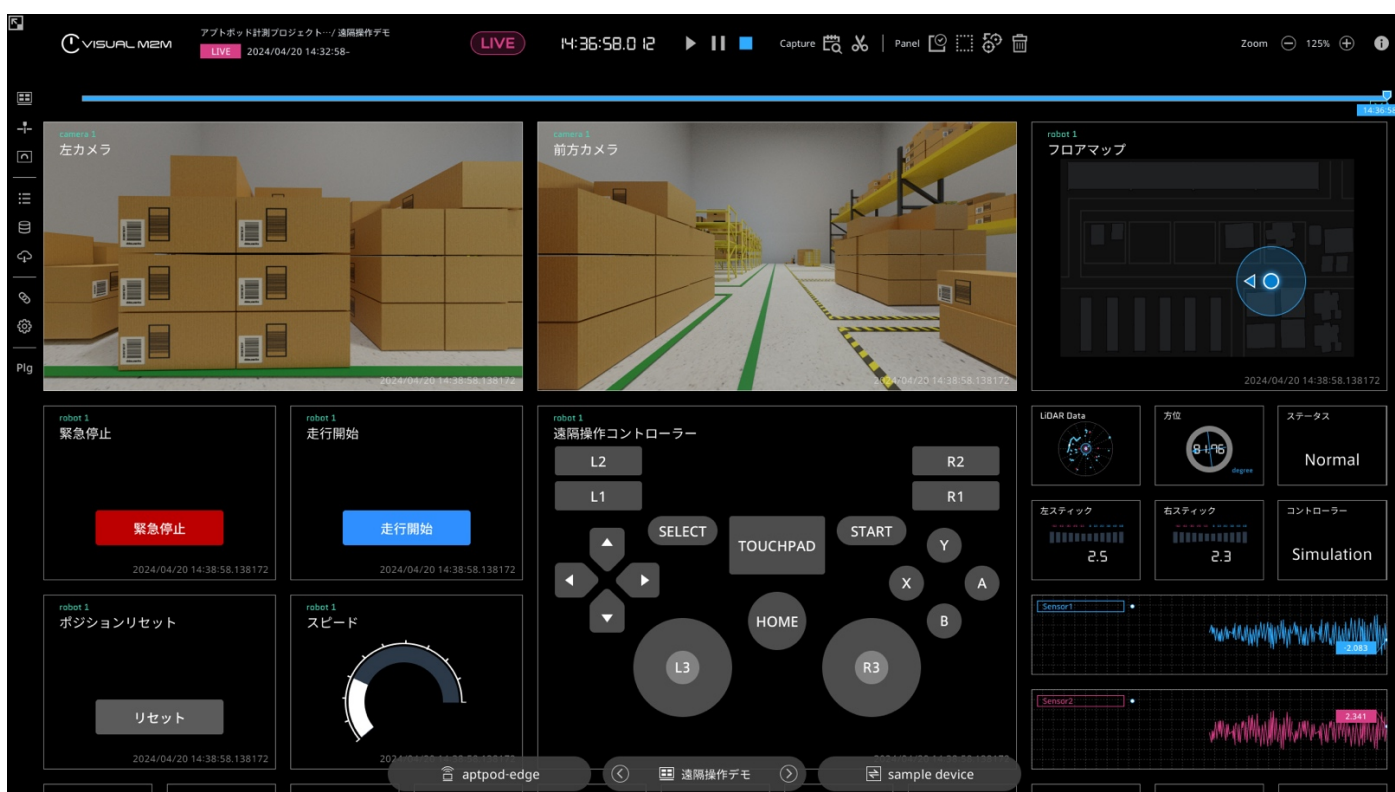 VISUAL M2M
アプトポッド計測プロジェクト…/ 遠隔操作デモ
LIVE 2024/04/20 14:32:58-
LIVE
14:36:58.012
Capture
Panel
Zoom 125%
14:36:58
Plg
camera 1
左カメラ
2024/04/20 14:38:58.138172
camera 1
前方カメラ
2024/04/20 14:38:58.138172
robot 1
フロアマップ
2024/04/20 14:38:58.138172
robot 1
緊急停止
緊急停止
2024/04/20 14:38:58.138172
robot 1
走行開始
走行開始
2024/04/20 14:38:58.138172
robot 1
遠隔操作コントローラー
L2
R2
L1
R1
SELECT
TOUCHPAD
START
Y
X
A
B
HOME
L3
R3
LiDAR Data
方位
81.96
degree
ステータス
Normal
左スティック
2.5
右スティック
2.3
コントローラー
Simulation
robot 1
ポジションリセット
リセット
2024/04/20 14:38:58.138172
robot 1
スピード
Sensor1
-2.083
Sensor2
2.341
aptpod-edge
遠隔操作デモ
sample device